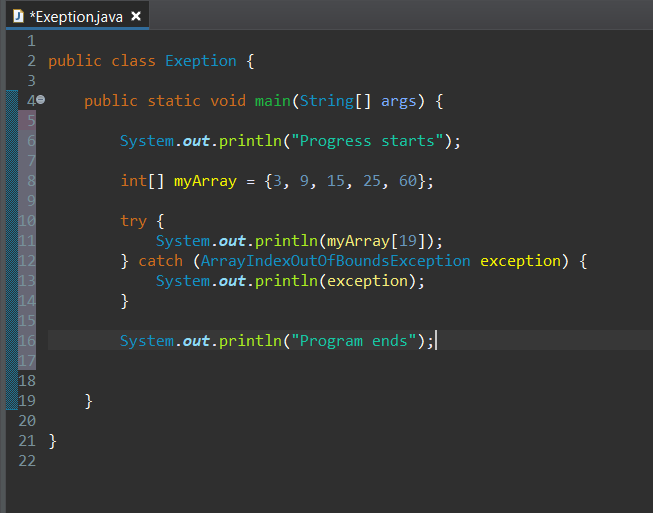 *Exeption.java ×
1
2 public class Exeption {
3
4     public static void main(String[] args) {
5
6         System.out.println("Progress starts");
7
8         int[] myArray = {3, 9, 15, 25, 60};
9
10         try {
11             System.out.println(myArray[19]);
12         } catch (ArrayIndexOutOfBoundsException exception) {
13             System.out.println(exception);
14         }
15
16         System.out.println("Program ends");
17
18
19     }
20
21 }
22